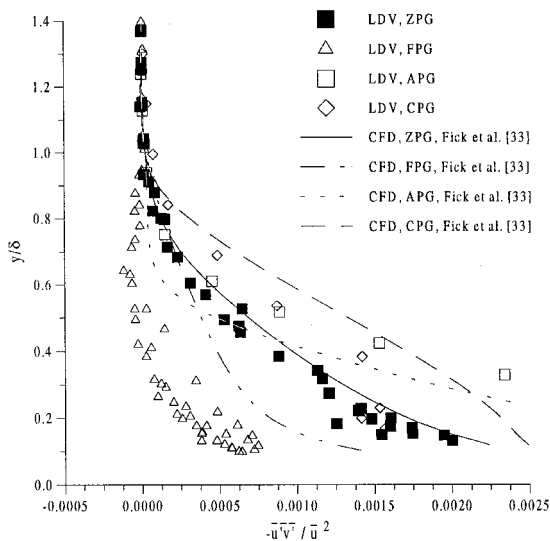 LDV, ZPG
LDV, FPG
LDV, APG
LDV, CPG
CFD, ZPG, Fick et al. [33]
CFD, FPG, Fick et al. [33]
CFD, APG, Fick et al. [33]
CFD, CPG, Fick et al. [33]
y/δ
1.4
1.2
1.0
0.8
0.6
0.4
0.2
0.0
-0.0005 0.0000 0.0005 0.0010 0.0015 0.0020 0.0025
-u'v' / u 2